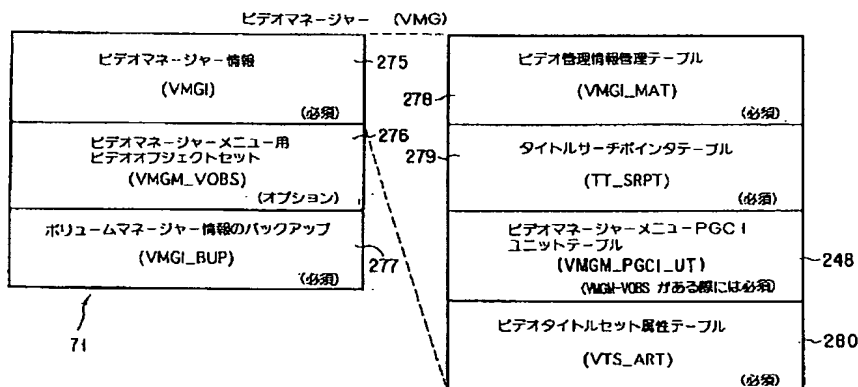 ビデオマネージャー (VMG)
ビデオマネージャー情報
(VMGI)
(必須)
275
ビデオマネージャーメニュー用
ビデオオブジェクトセット
(VMGM_VOBS)
(オプション)
276
ボリュームマネージャー情報のバックアップ
(VMGI_BUP)
(必須)
277
71
ビデオ管理情報管理テーブル
(VMGI_MAT)
(必須)
278
タイトルサーチポインタテーブル
(TT_SRPT)
(必須)
279
ビデオマネージャーメニューPGCI
ユニットテーブル
(VMGM_PGCI_UT)
(VMGM-VOBS がある際には必須)
248
ビデオタイトルセット属性テーブル
(VTS_ART)
(必須)
280